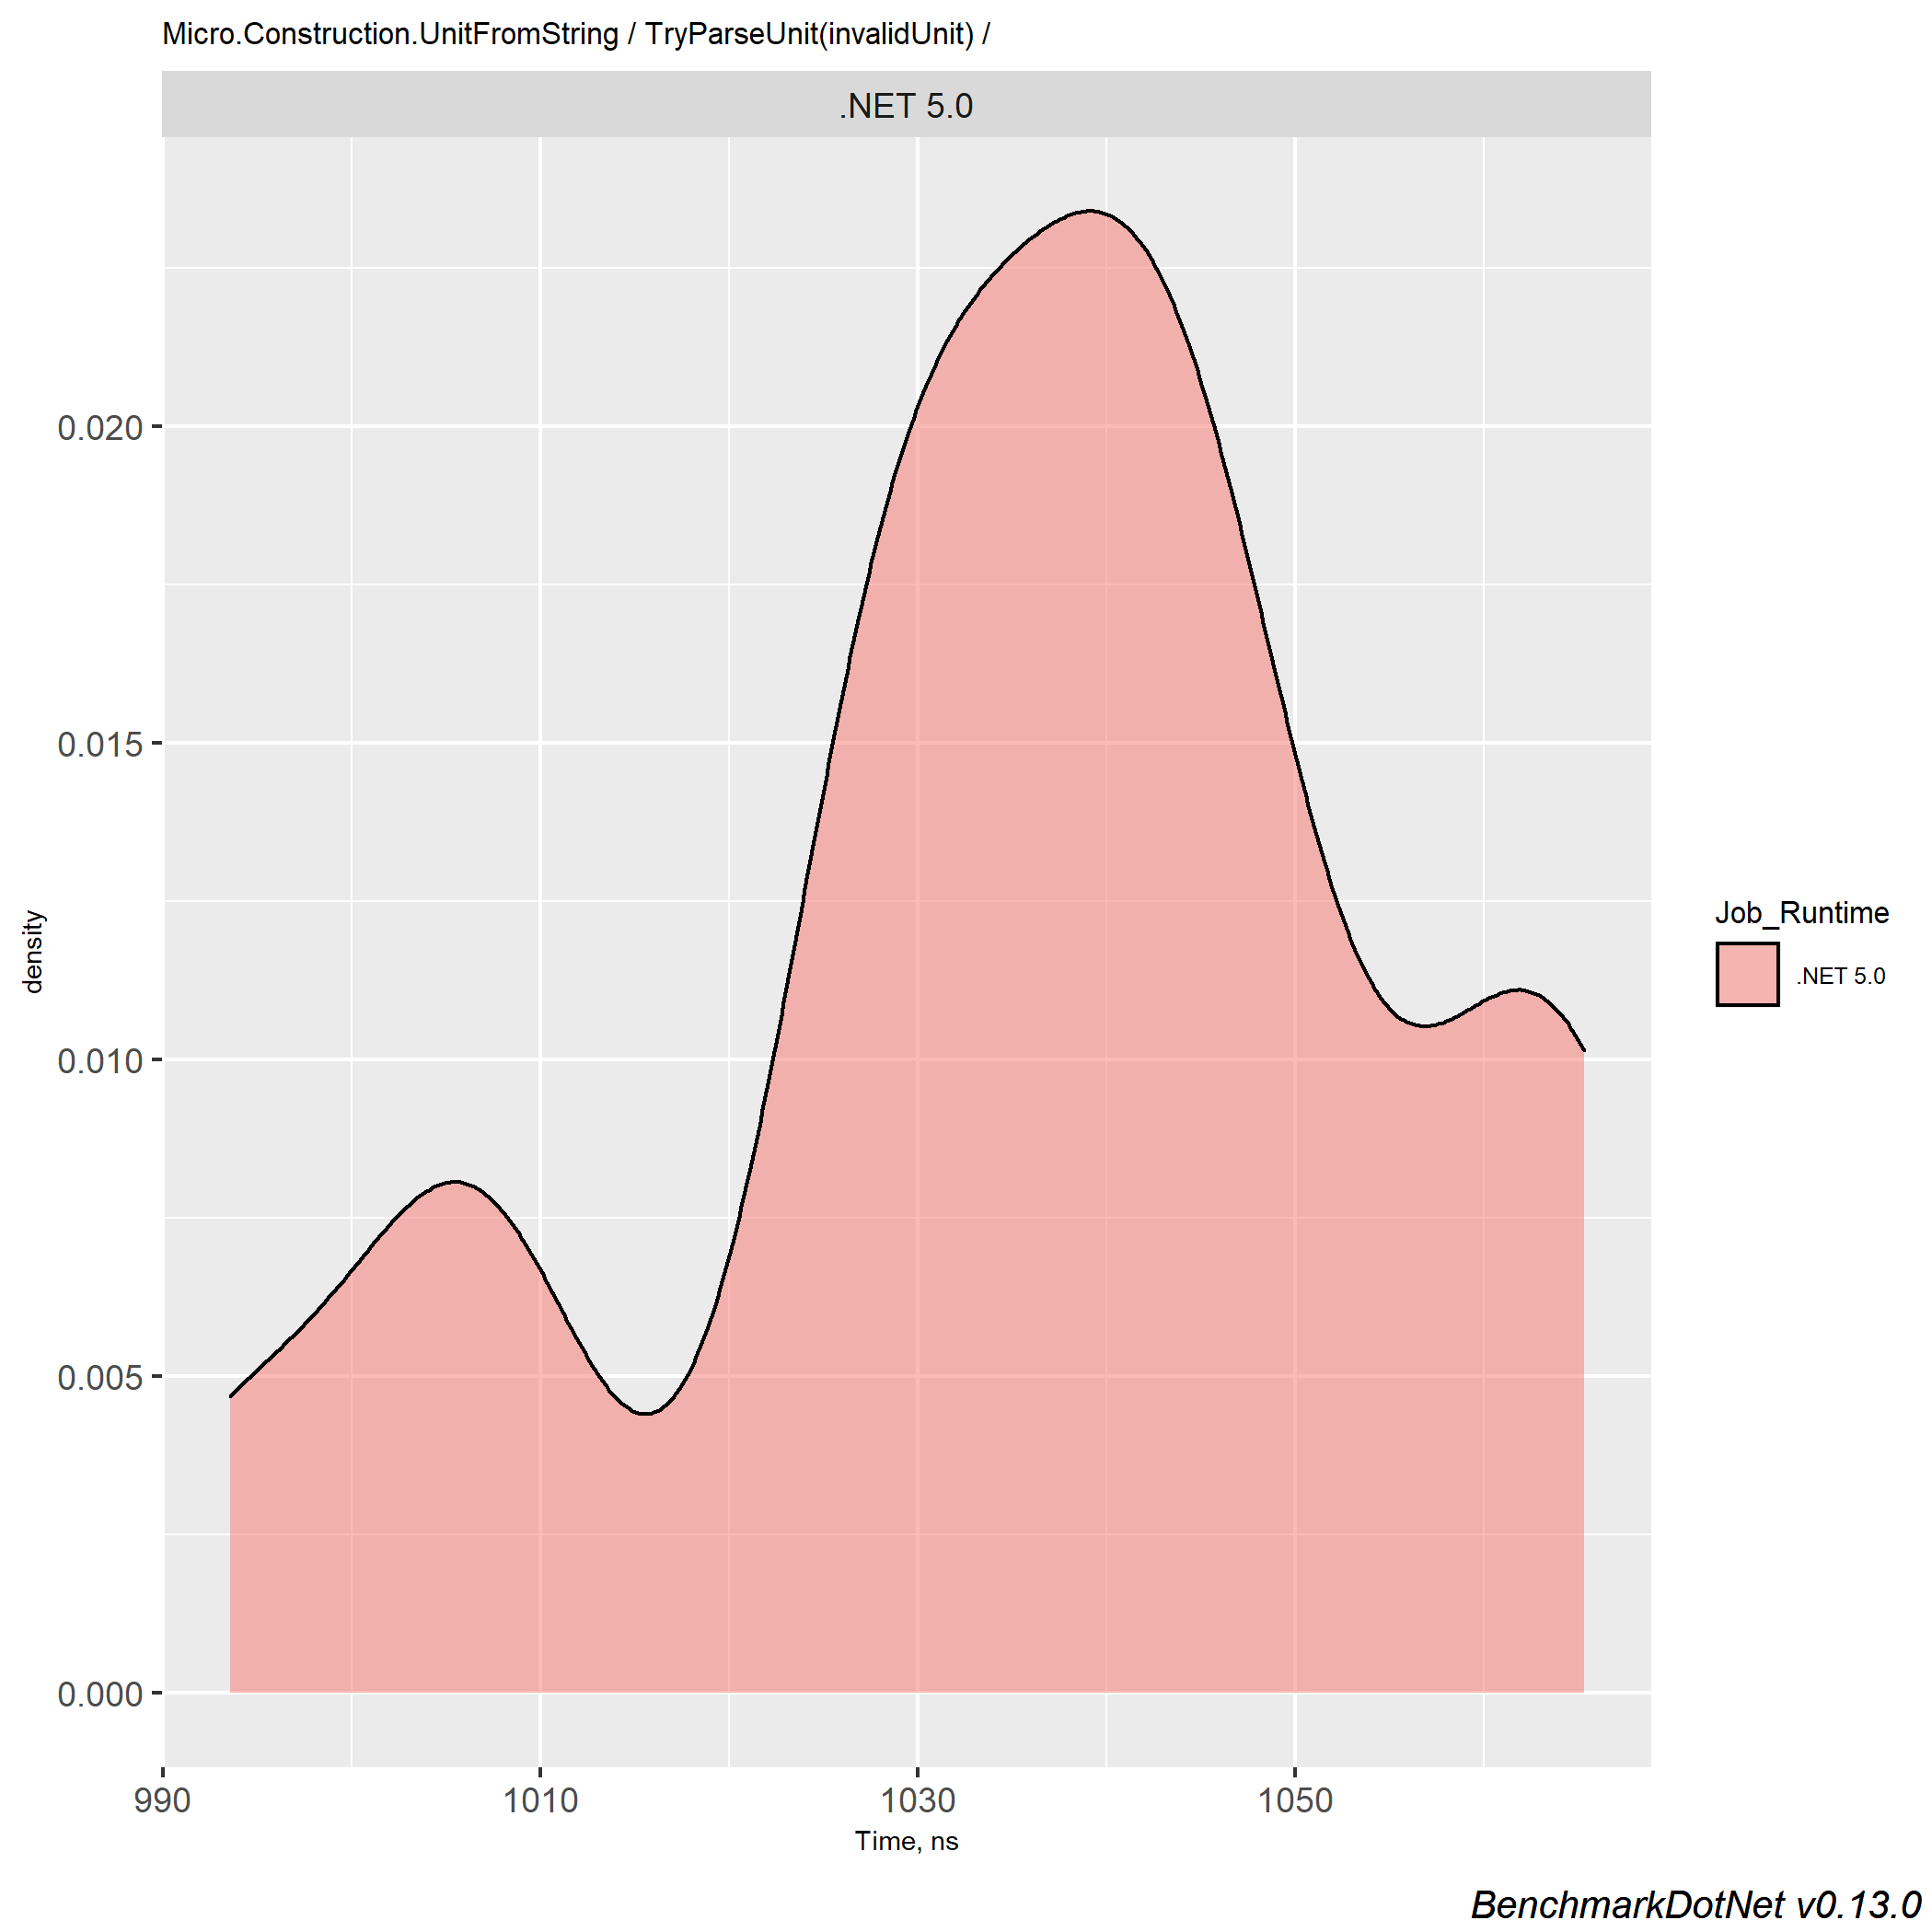 Micro.Construction.UnitFromString / TryParseUnit(invalidUnit) /
.NET 5.0
0.020
0.015
0.010
0.005
0.000
density
990 1010 1030 1050
Time, ns
Job_Runtime
.NET 5.0
BenchmarkDotNet v0.13.0